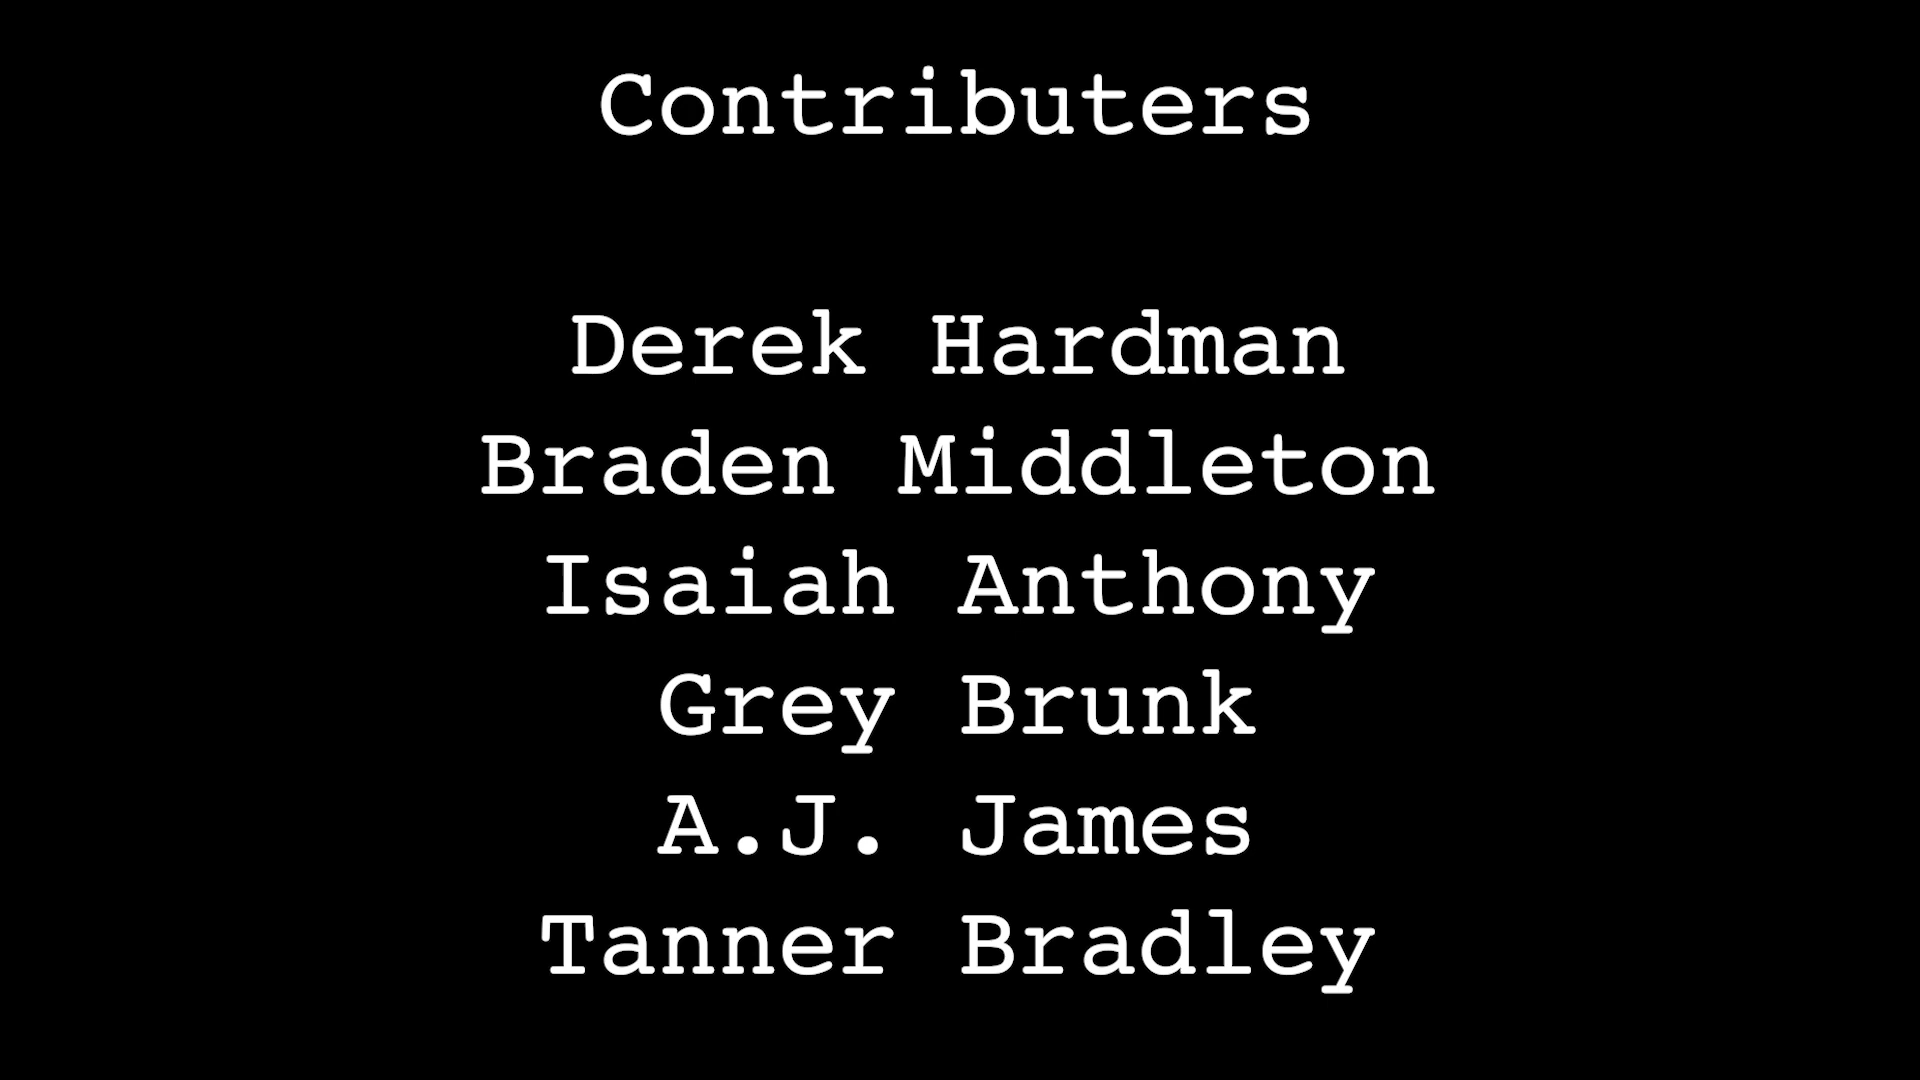 Contributers
Derek Hardman
Braden Middleton
Isaiah Anthony
Grey Brunk
A.J. James
Tanner Bradley